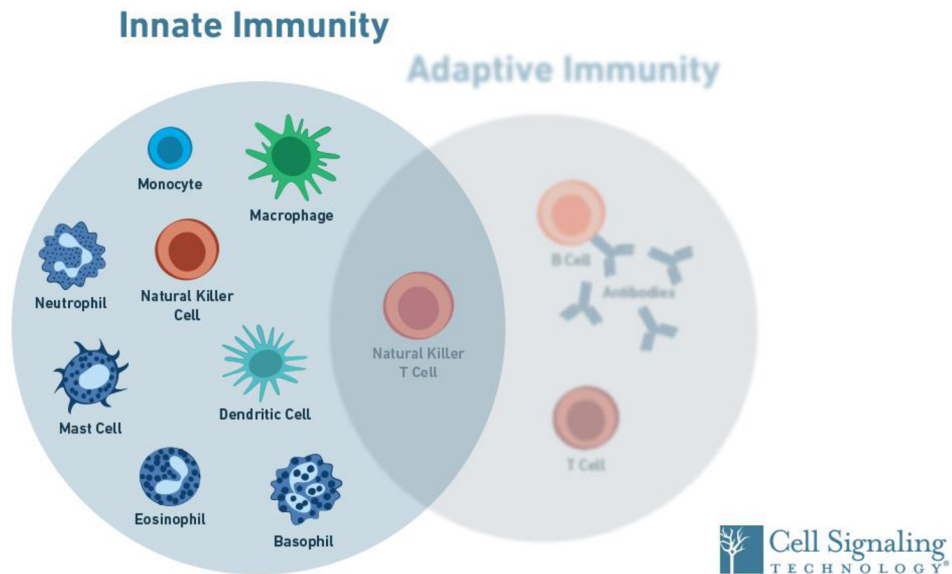 Innate Immunity
Adaptive Immunity
Monocyte
Macrophage
Neutrophil
Natural Killer
Cell
B Cell
Antibodies
Natural Killer
T Cell
Mast Cell
Dendritic Cell
T Cell
Eosinophil
Basophil
Cell Signaling
TECHNOLOGY®